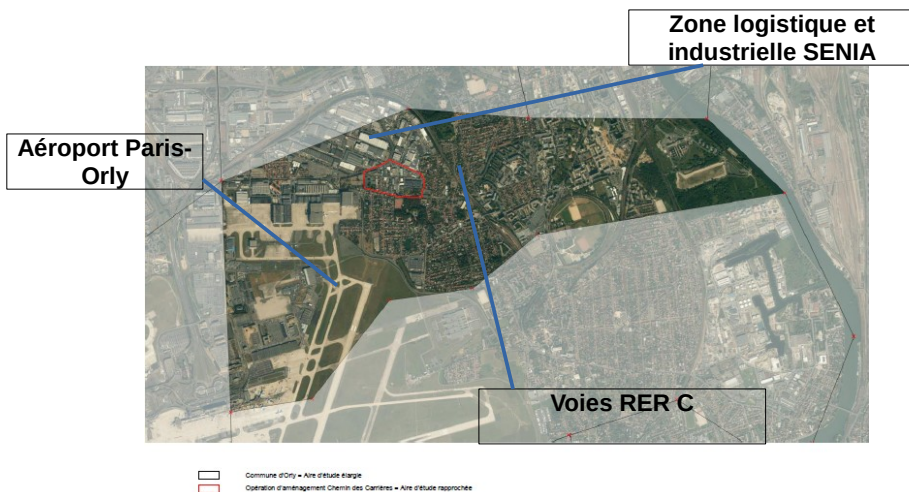 Zone logistique et
industrielle SENIA
Aéroport Paris-
Orly
Voies RER C
Commune d'Orly = Aire d'étude élargie
Opération d'aménagement Chemin des Carrières = Aire d'étude rapprochée